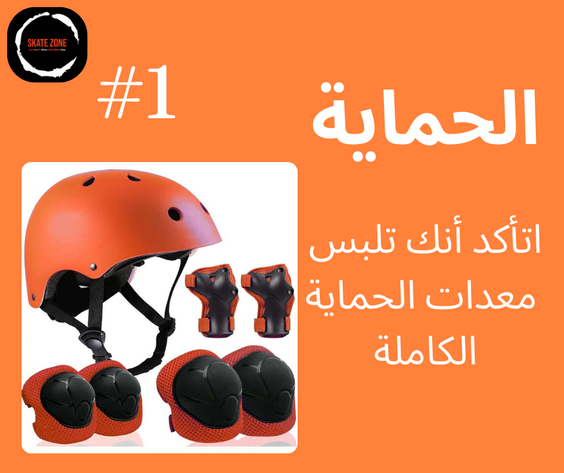 SKATE ZONE
#1
الحماية
اتأكد أنك تلبس
معدات الحماية
الكاملة